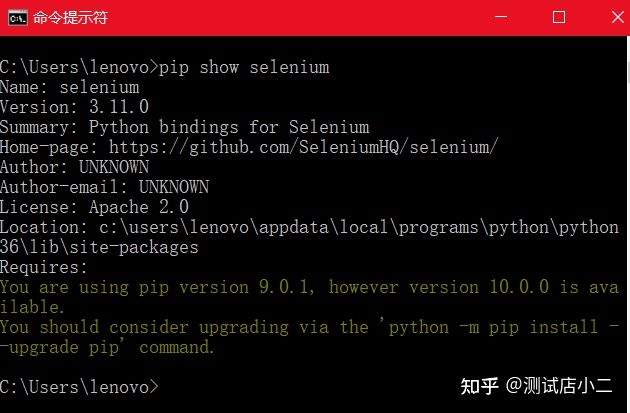 命令提示符
C:\Users\lenovo>pip show selenium
Name: selenium
Version: 3.11.0
Summary: Python bindings for Selenium
Home-page: https://github.com/SeleniumHQ/selenium/
Author: UNKNOWN
Author-email: UNKNOWN
License: Apache 2.0
Location: c:\users\lenovo\appdata\local\programs\python\python
36\lib\site-packages
Requires:
You are using pip version 9.0.1, however version 10.0.0 is ava
ilable.
You should consider upgrading via the 'python -m pip install -
-upgrade pip' command.
C:\Users\lenovo>
知乎 @测试店小二